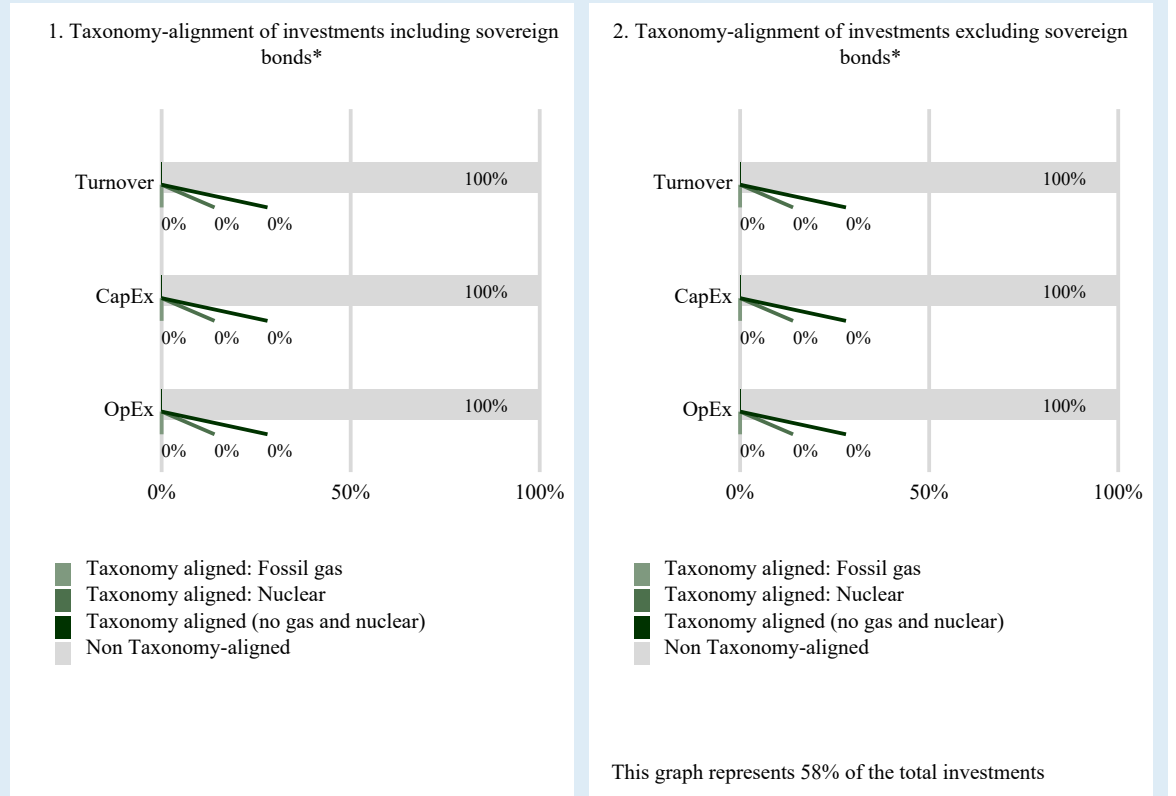 1. Taxonomy-alignment of investments including sovereign
bonds*
Turnover
100%
0% 0% 0%
CapEx
100%
0% 0% 0%
OpEx
100%
0% 0% 0%
0% 50% 100%
Taxonomy aligned: Fossil gas
Taxonomy aligned: Nuclear
Taxonomy aligned (no gas and nuclear)
Non Taxonomy-aligned
2. Taxonomy-alignment of investments excluding sovereign
bonds*
Turnover
100%
0% 0% 0%
CapEx
100%
0% 0% 0%
OpEx
100%
0% 0% 0%
0% 50% 100%
Taxonomy aligned: Fossil gas
Taxonomy aligned: Nuclear
Taxonomy aligned (no gas and nuclear)
Non Taxonomy-aligned
This graph represents 58% of the total investments